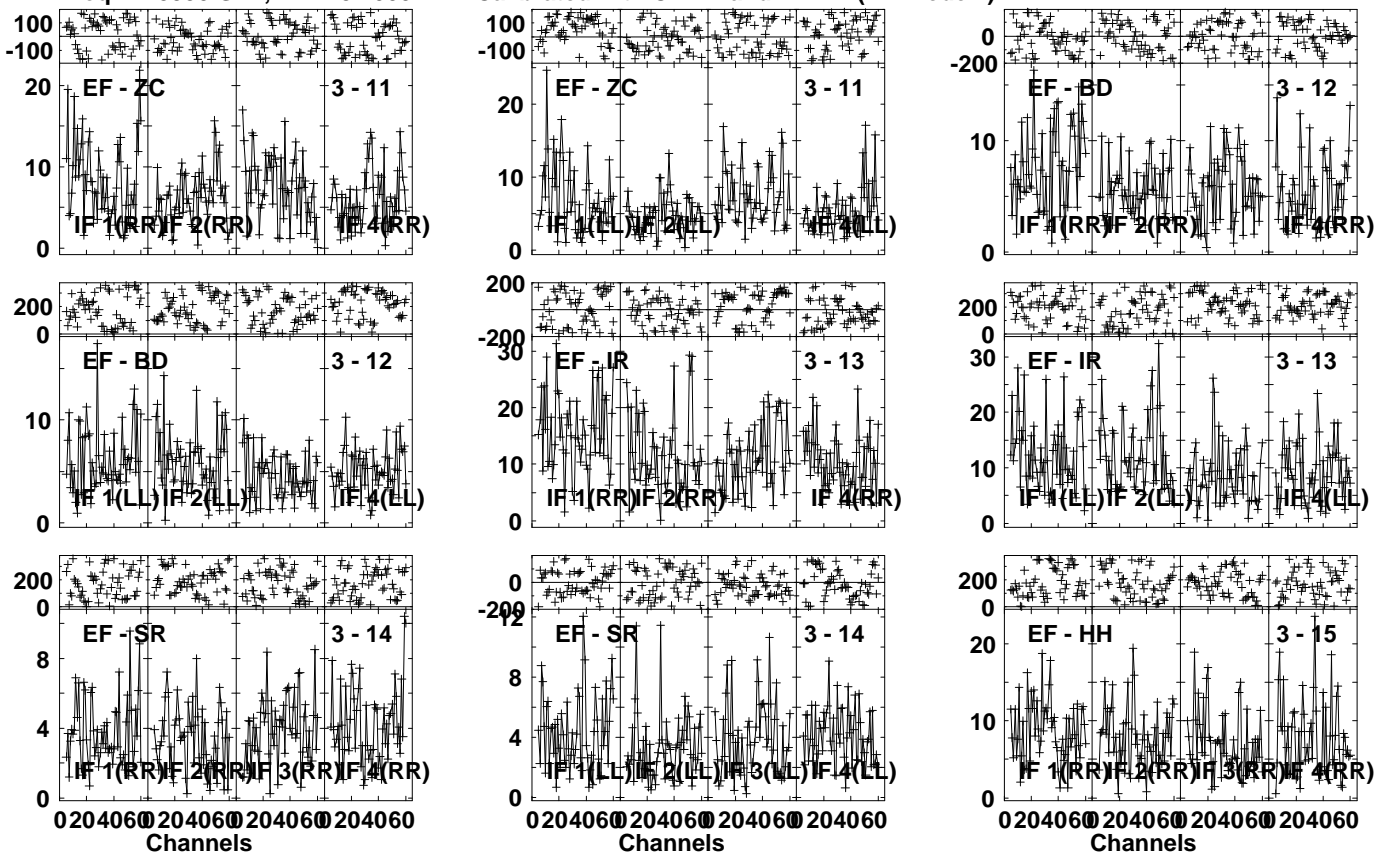 100
-100
20
10
0
EF - ZC
3 - 11
IF 1(RR)
IF 2(RR)
IF 4(RR)
100
-100
20
10
0
EF - ZC
3 - 11
IF 1(LL)
IF 2(LL)
IF 4(LL)
0
-200
10
0
EF - BD
3 - 12
IF 1(RR)
IF 2(RR)
IF 4(RR)
200
0
10
0
EF - BD
3 - 12
IF 1(LL)
IF 2(LL)
IF 4(LL)
200
0
-200
30
20
10
0
EF - IR
3 - 13
IF 1(RR)
IF 2(RR)
IF 4(RR)
200
0
30
20
10
0
EF - IR
3 - 13
IF 1(LL)
IF 2(LL)
IF 4(LL)
200
0
8
4
0
EF - SR
3 - 14
IF 1(RR)
IF 2(RR)
IF 3(RR)
IF 4(RR)
0 20 40 60 0 20 40 60 0 20 40 60 0 20 40 60
Channels
0
-200
12
8
4
0
EF - SR
3 - 14
IF 1(LL)
IF 2(LL)
IF 3(LL)
IF 4(LL)
0 20 40 60 0 20 40 60 0 20 40 60 0 20 40 60
Channels
200
0
20
10
0
EF - HH
3 - 15
IF 1(RR)
IF 2(RR)
IF 3(RR)
IF 4(RR)
0 20 40 60 0 20 40 60 0 20 40 60 0 20 40 60
Channels